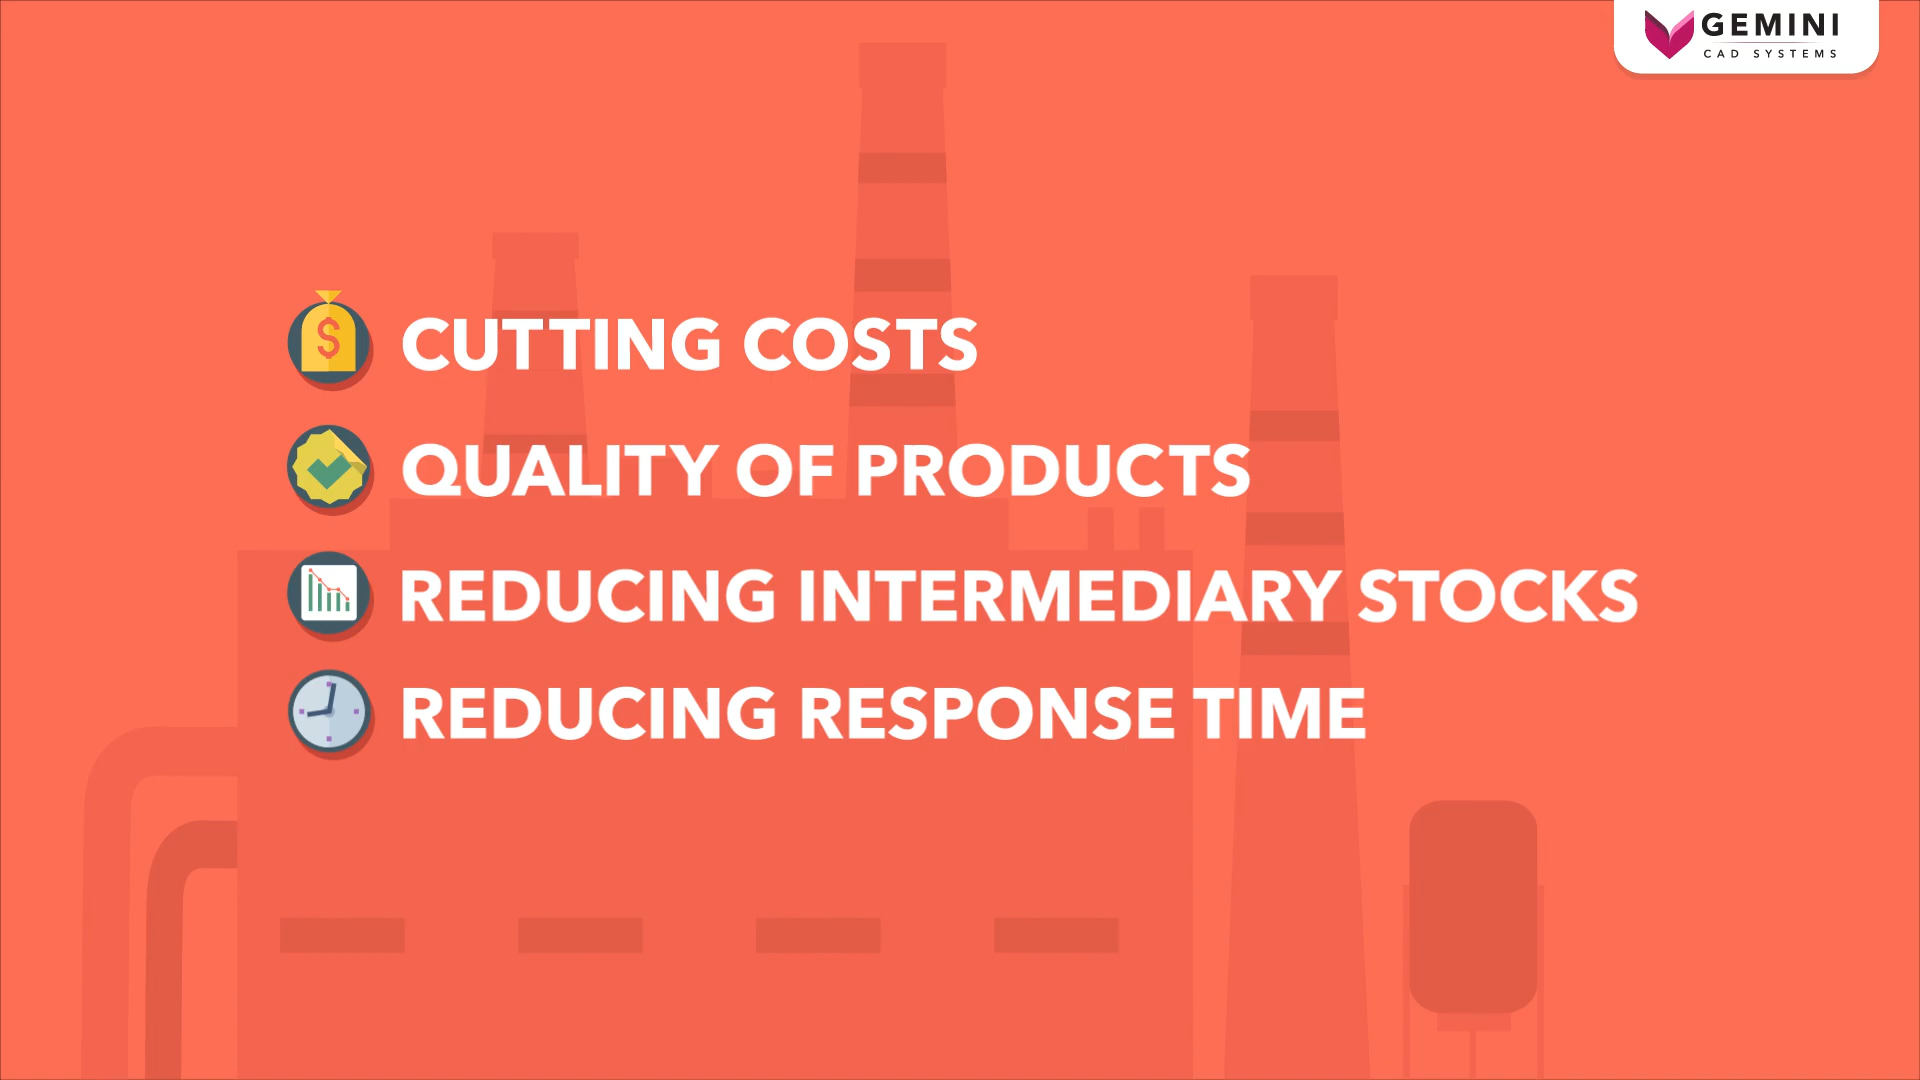 GEMINI
CAD SYSTEMS
$ CUTTING COSTS
QUALITY OF PRODUCTS
REDUCING INTERMEDIARY STOCKS
REDUCING RESPONSE TIME